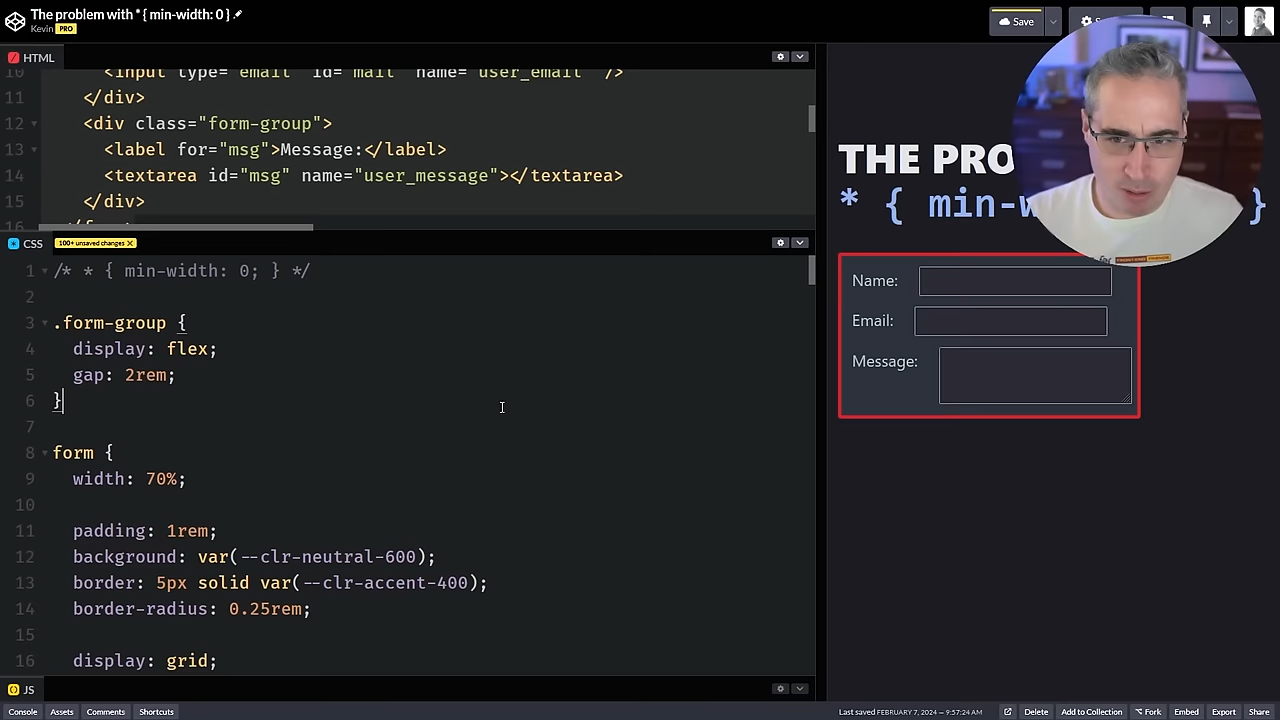 The problem with * { min-width: 0 }
Kevin PRO
Save
HTML
10 <input type="email" id="mail" name="user_email" />
11 </div>
12 <div class="form-group">
13 <label for="msg">Message:</label>
14 <textarea id="msg" name="user_message"></textarea>
15 </div>
16
CSS 100+ unsaved changes X
1 /* * { min-width: 0; } */
2
3 .form-group {
4 display: flex;
5 gap: 2rem;
6 }
7
8 form {
9 width: 70%;
10
11 padding: 1rem;
12 background: var(--clr-neutral-600);
13 border: 5px solid var(--clr-accent-400);
14 border-radius: 0.25rem;
15
16 display: grid;
JS
THE PRO
* { min-w }
for
Name:
Email:
Message:
Console Assets Comments Shortcuts
Last saved FEBRUARY 7, 2024 — 9:57:24 AM
Delete Add to Collection Fork Embed Export Share